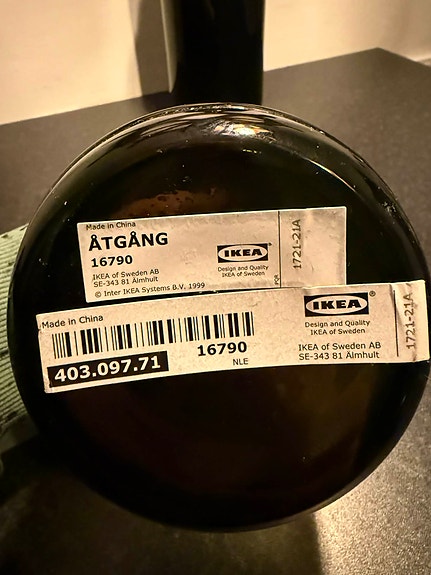 Made in China
ÅTGÅNG
16790
IKEA of Sweden AB
SE-343 81 Älmhult
© Inter IKEA Systems B.V. 1999
IKEA
Design and Quality
IKEA of Sweden
1721-21A
Made in China
403.097.71
16790
NLE
IKEA
Design and Quality
IKEA of Sweden
IKEA of Sweden AB
SE-343 81 Älmhult
1721-21A